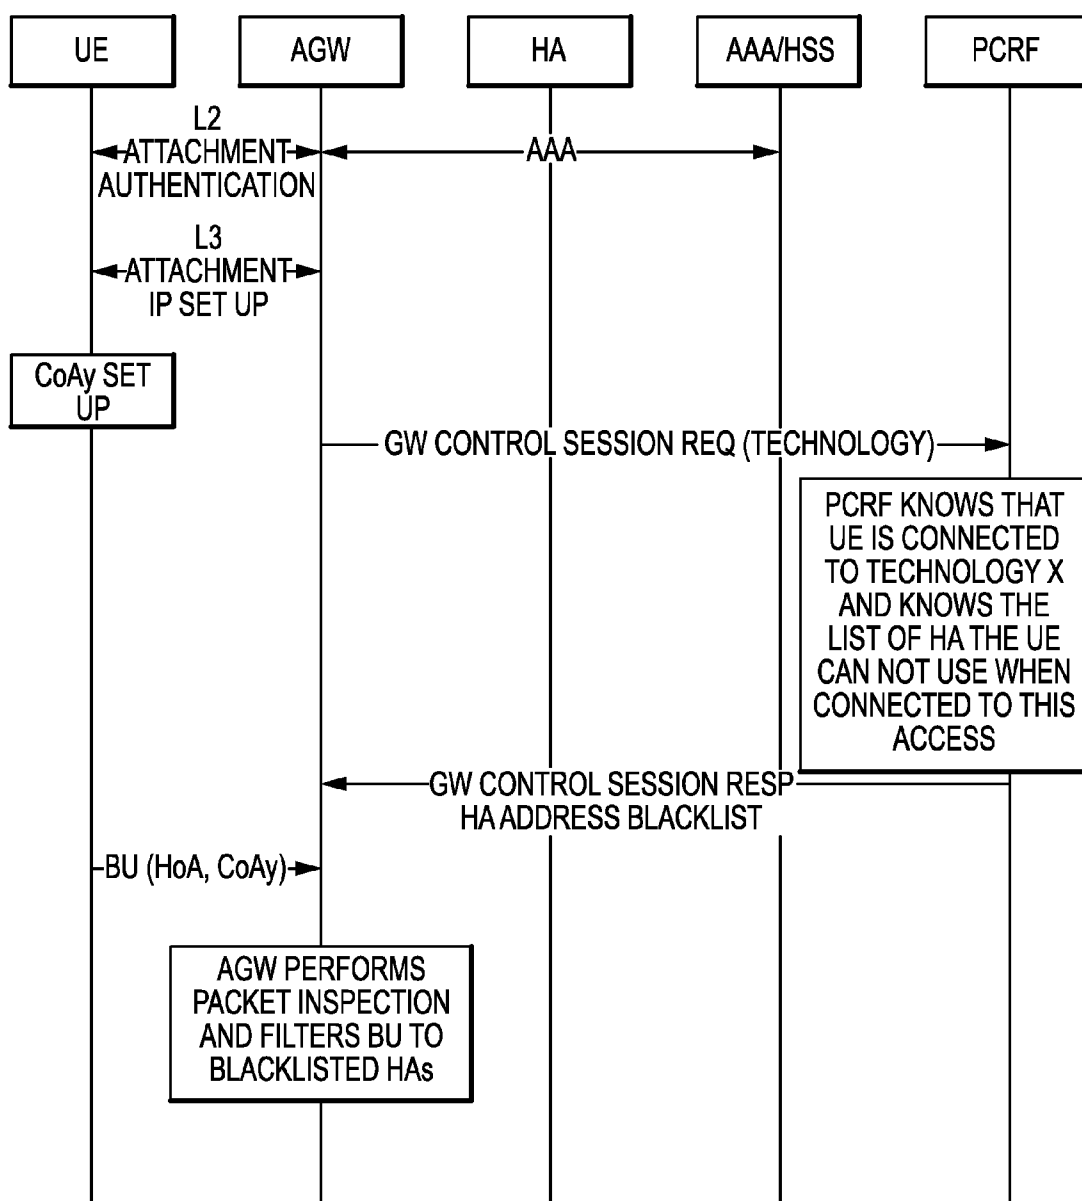 UE
AGW
HA
AAA/HSS
PCRF
L2
ATTACHMENT
AUTHENTICATION
AAA
L3
ATTACHMENT
IP SET UP
CoAy SET
UP
GW CONTROL SESSION REQ (TECHNOLOGY)
PCRF KNOWS THAT
UE IS CONNECTED
TO TECHNOLOGY X
AND KNOWS THE
LIST OF HA THE UE
CAN NOT USE WHEN
CONNECTED TO THIS
ACCESS
GW CONTROL SESSION RESP
HA ADDRESS BLACKLIST
BU (HoA, CoAy)
AGW PERFORMS
PACKET INSPECTION
AND FILTERS BU TO
BLACKLISTED HAs